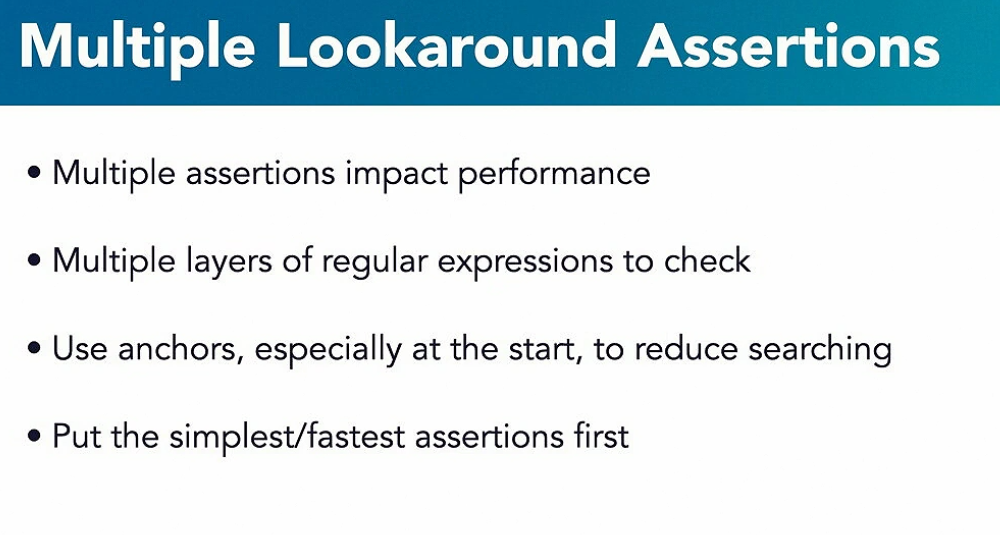 Multiple Lookaround Assertions
• Multiple assertions impact performance
• Multiple layers of regular expressions to check
• Use anchors, especially at the start, to reduce searching
• Put the simplest/fastest assertions first